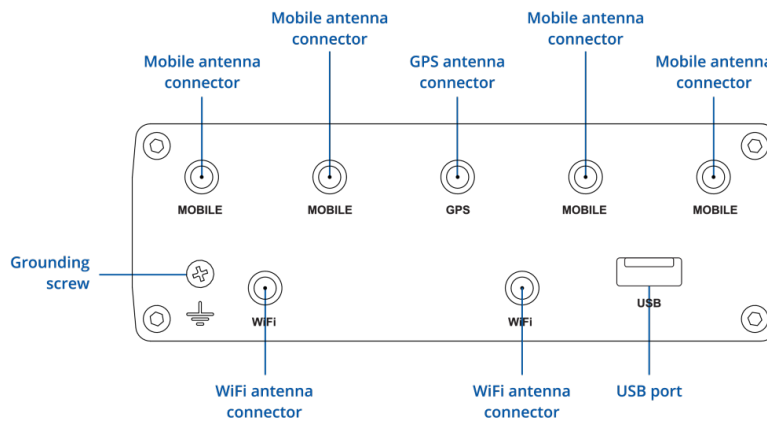 Mobile antenna
connector
Mobile antenna
connector
Mobile antenna
connector
GPS antenna
connector
Mobile antenna
connector
MOBILE
MOBILE
GPS
MOBILE
MOBILE
Grounding
screw
WiFi
WiFi
USB
WiFi antenna
connector
WiFi antenna
connector
USB port